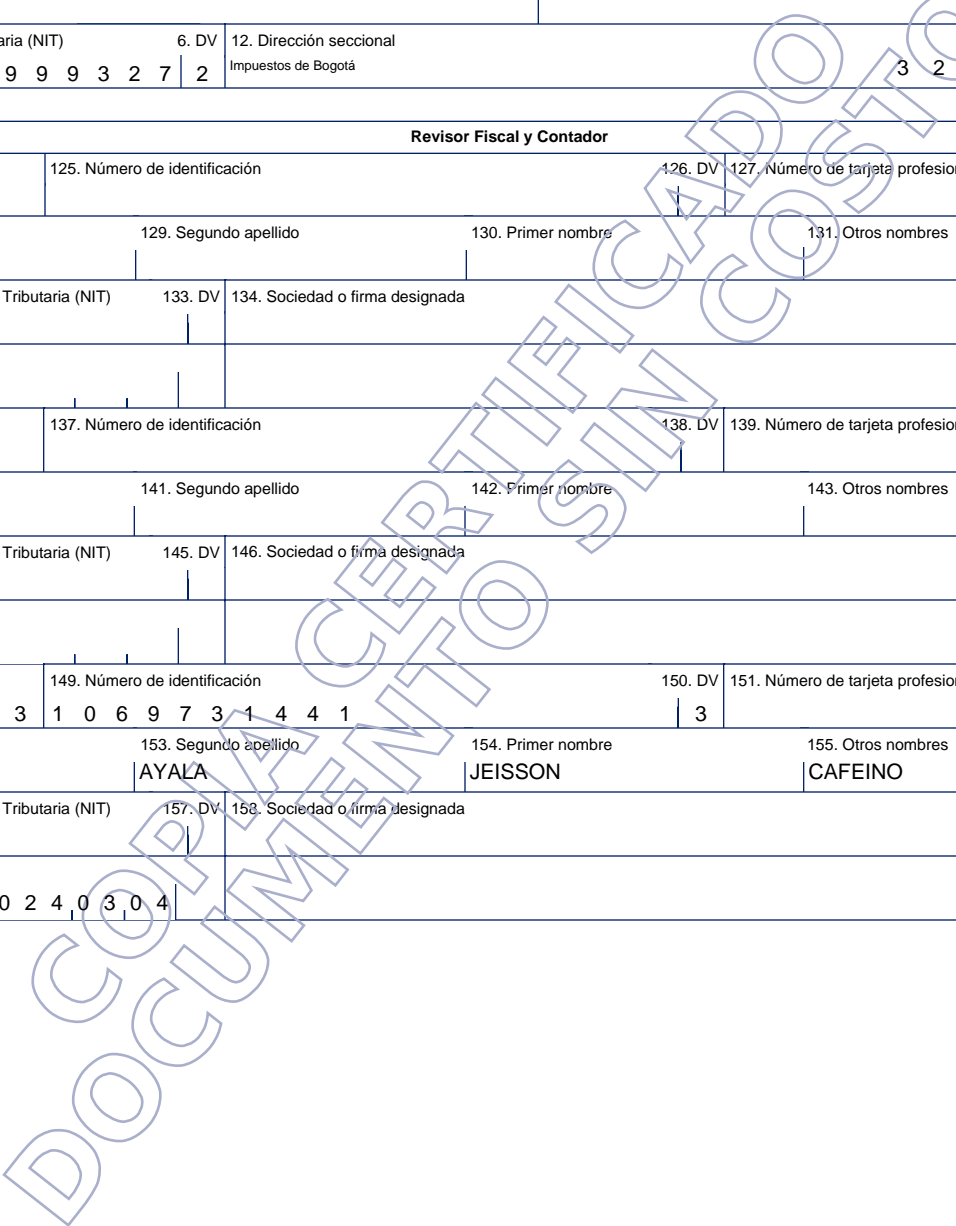 aria (NIT) 6. DV 12. Dirección seccional
9 9 9 3 2 7 2 Impuestos de Bogotá 3 2
Revisor Fiscal y Contador
125. Número de identificación 126. DV 127. Número de tarjeta profesion
129. Segundo apellido 130. Primer nombre 131. Otros nombres
Tributaria (NIT) 133. DV 134. Sociedad o firma designada
137. Número de identificación 138. DV 139. Número de tarjeta profesion
141. Segundo apellido 142. Primer nombre 143. Otros nombres
Tributaria (NIT) 145. DV 146. Sociedad o firma designada
149. Número de identificación 150. DV 151. Número de tarjeta profesion
3 1 0 6 9 7 3 1 4 4 1 3
153. Segundo apellido 154. Primer nombre 155. Otros nombres
AYALA JEISSON CAFEINO
Tributaria (NIT) 157. DV 158. Sociedad o firma designada
0 2 4 0 3 0 4
COPIA CERTIFICADO
DOCUMENTO SIN COSTO